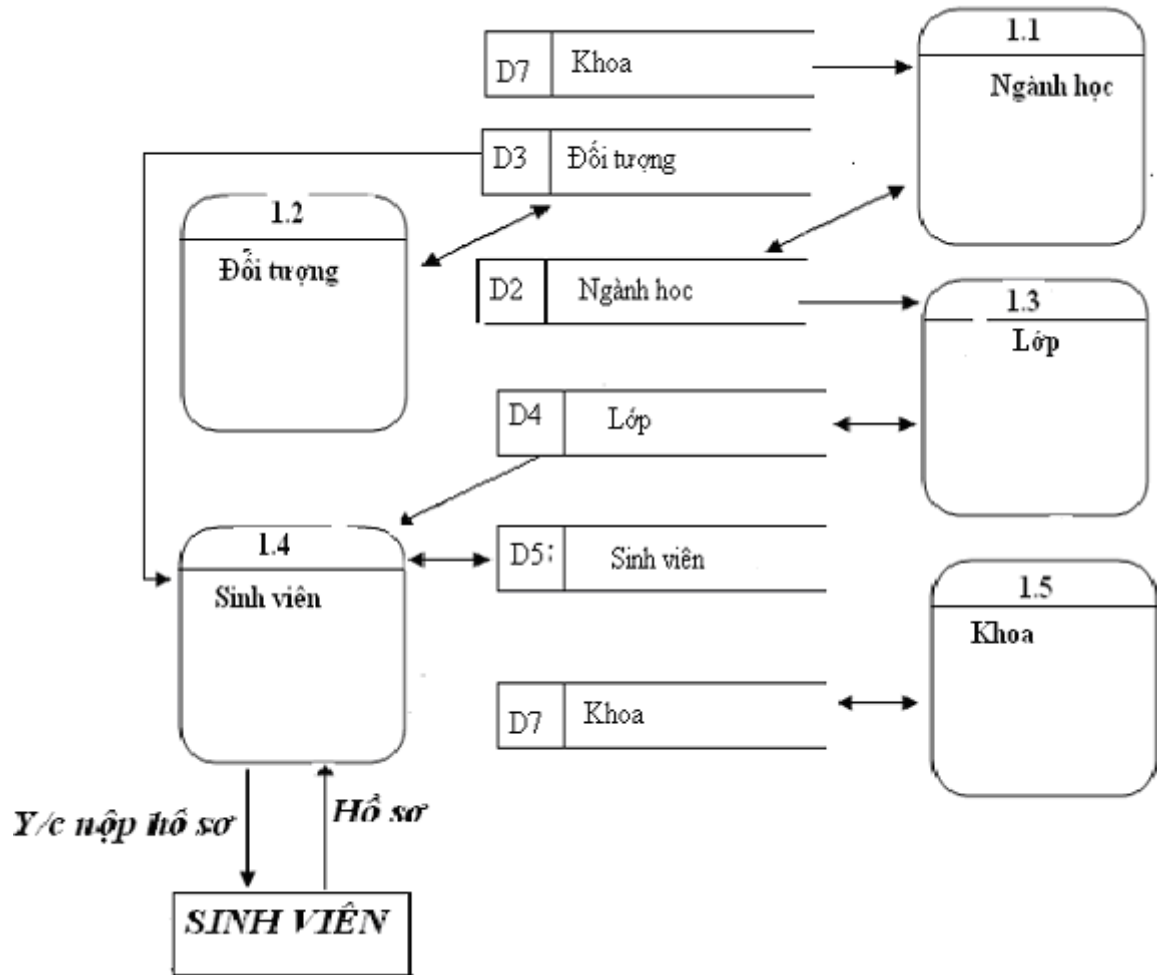 D7 Khoa
1.1
Ngành học
D3 Đối tượng
1.2
Đối tượng
D2 Ngành hoc
1.3
Lớp
D4 Lớp
1.4
Sinh viên
D5: Sinh viên
1.5
Khoa
D7 Khoa
Y/c nộp hồ sơ
Hồ sơ
SINH VIÊN